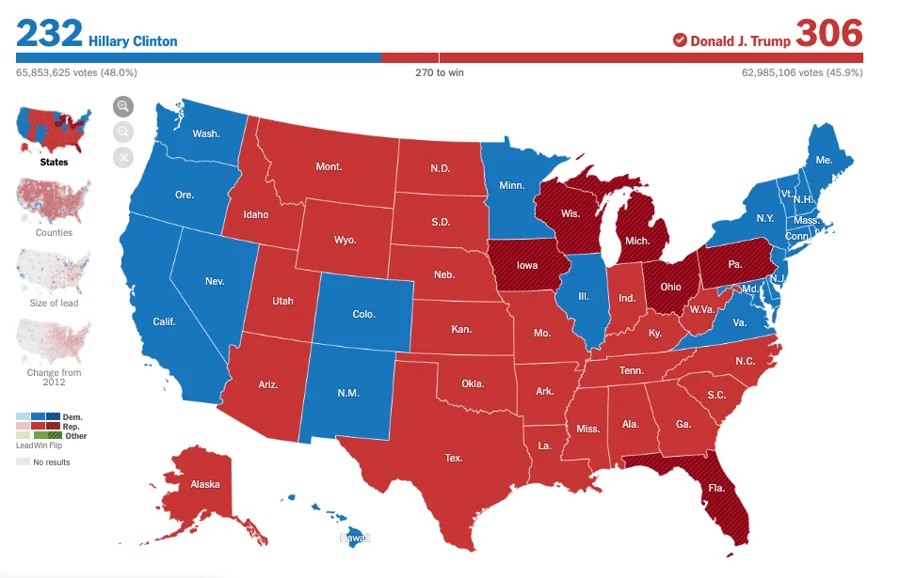 232 Hillary Clinton
Donald J. Trump 306
65,853,625 votes (48.0%)
270 to win
62,985,106 votes (45.9%)
States
Counties
Size of lead
Change from
2012
Dem.
Rep.
Other
Lead Win Flip
No results
Wash.
Ore.
Calif.
Nev.
Idaho
Mont.
Wyo.
Utah
Ariz.
Colo.
N.M.
N.D.
S.D.
Neb.
Kan.
Okla.
Tex.
Minn.
Iowa
Mo.
Ark.
La.
Wis.
Ill.
Mich.
Ind.
Ohio
Ky.
Tenn.
Miss.
Ala.
Ga.
Fla.
S.C.
N.C.
Va.
W.Va.
Pa.
Md.
N.J.
N.Y.
Conn.
Mass.
Vt.
N.H.
Me.
Alaska
Hawaii